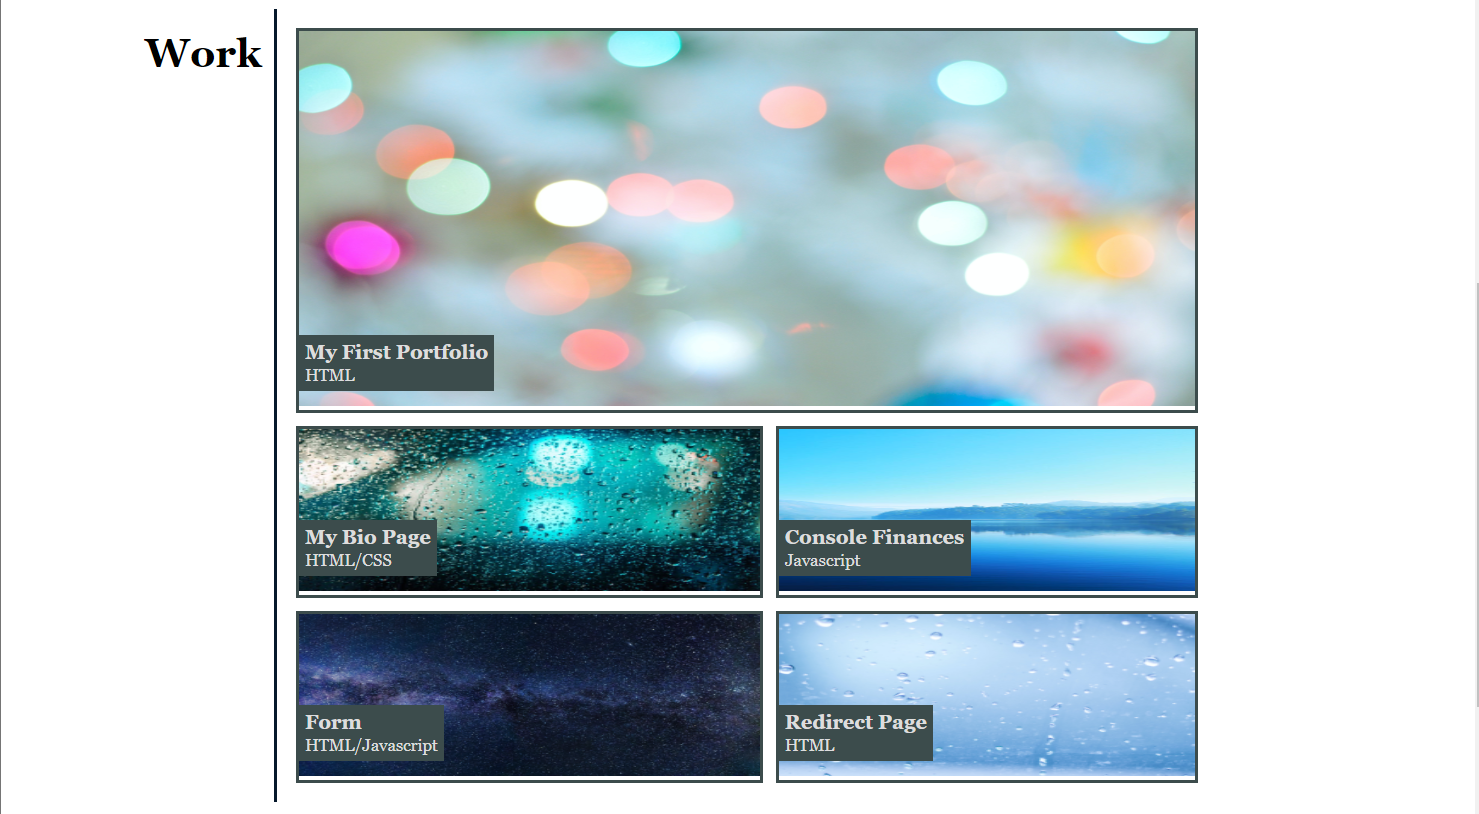 Work
My First Portfolio
HTML
My Bio Page
HTML/CSS
Console Finances
Javascript
Form
HTML/Javascript
Redirect Page
HTML